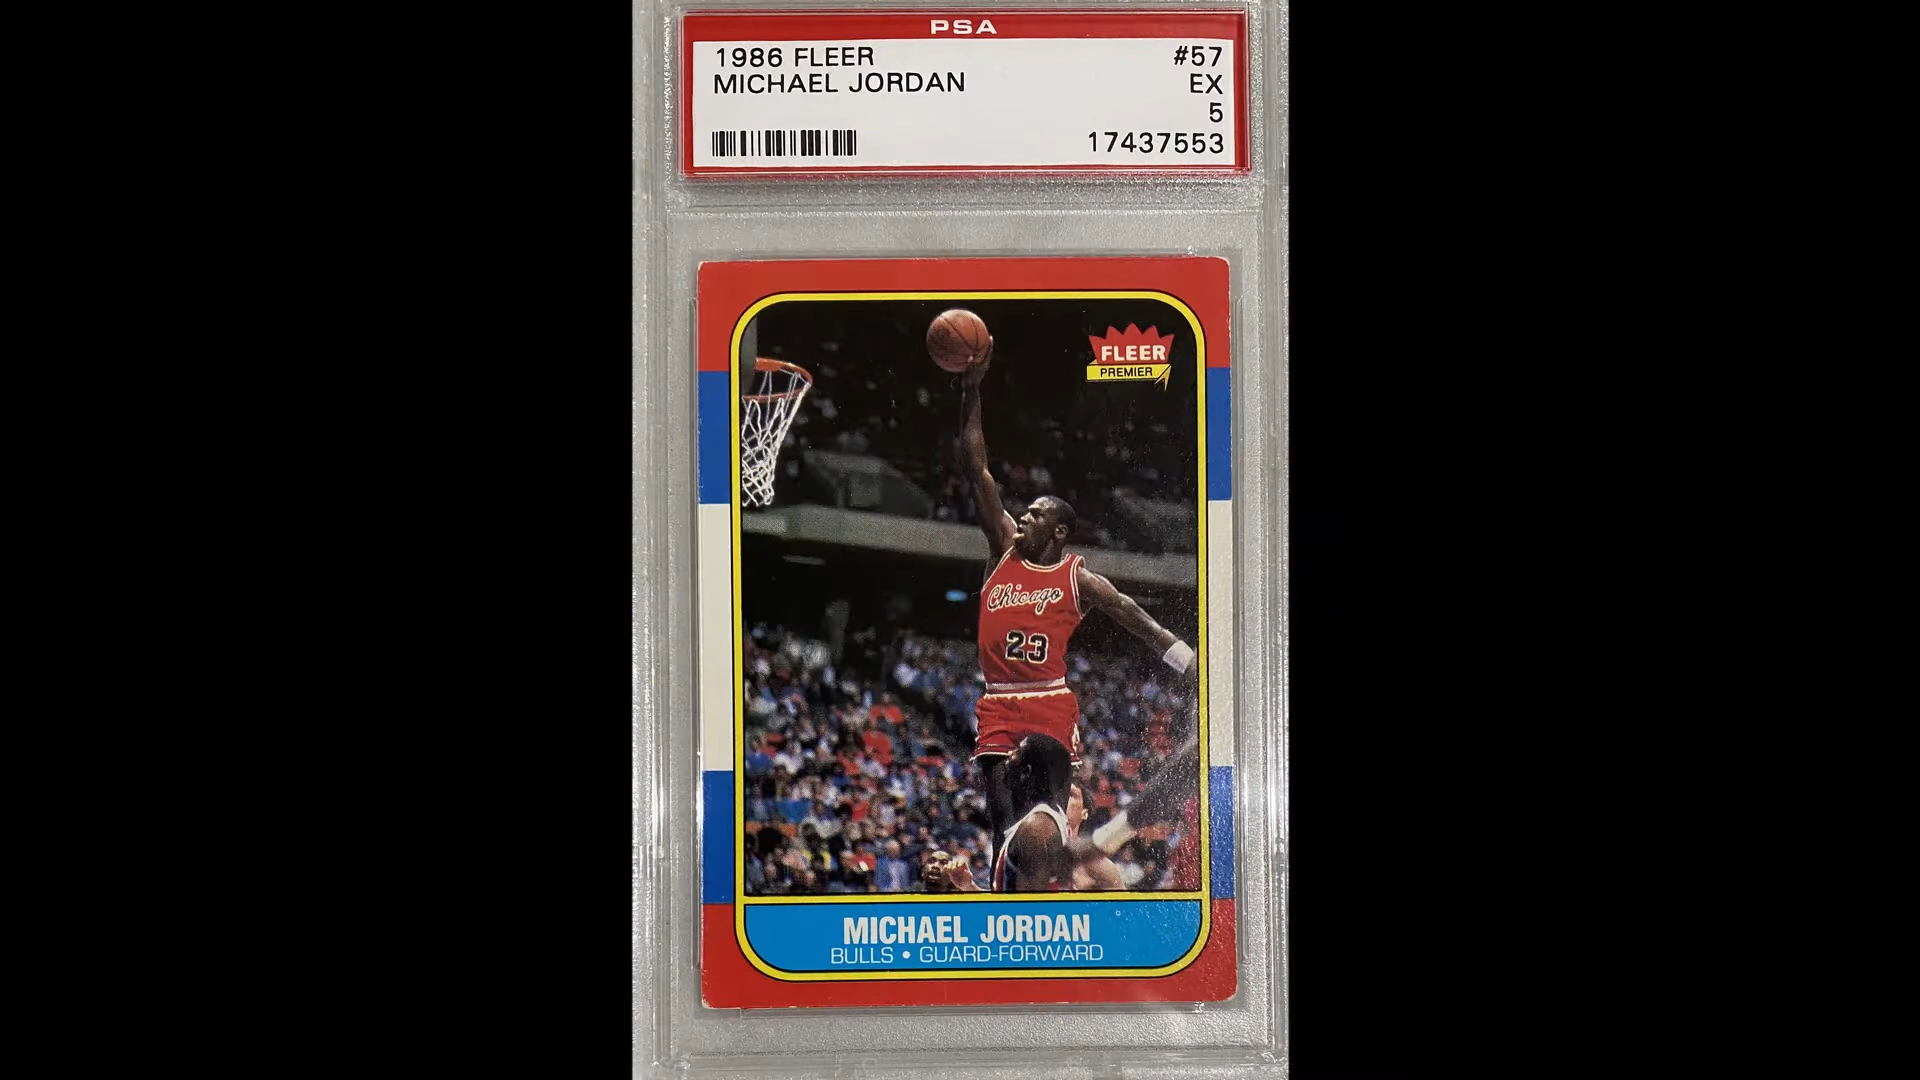 PSA
1986 FLEER #57
MICHAEL JORDAN EX
5
17437553
FLEER
PREMIER
Chicago
23
MICHAEL JORDAN
BULLS • GUARD-FORWARD